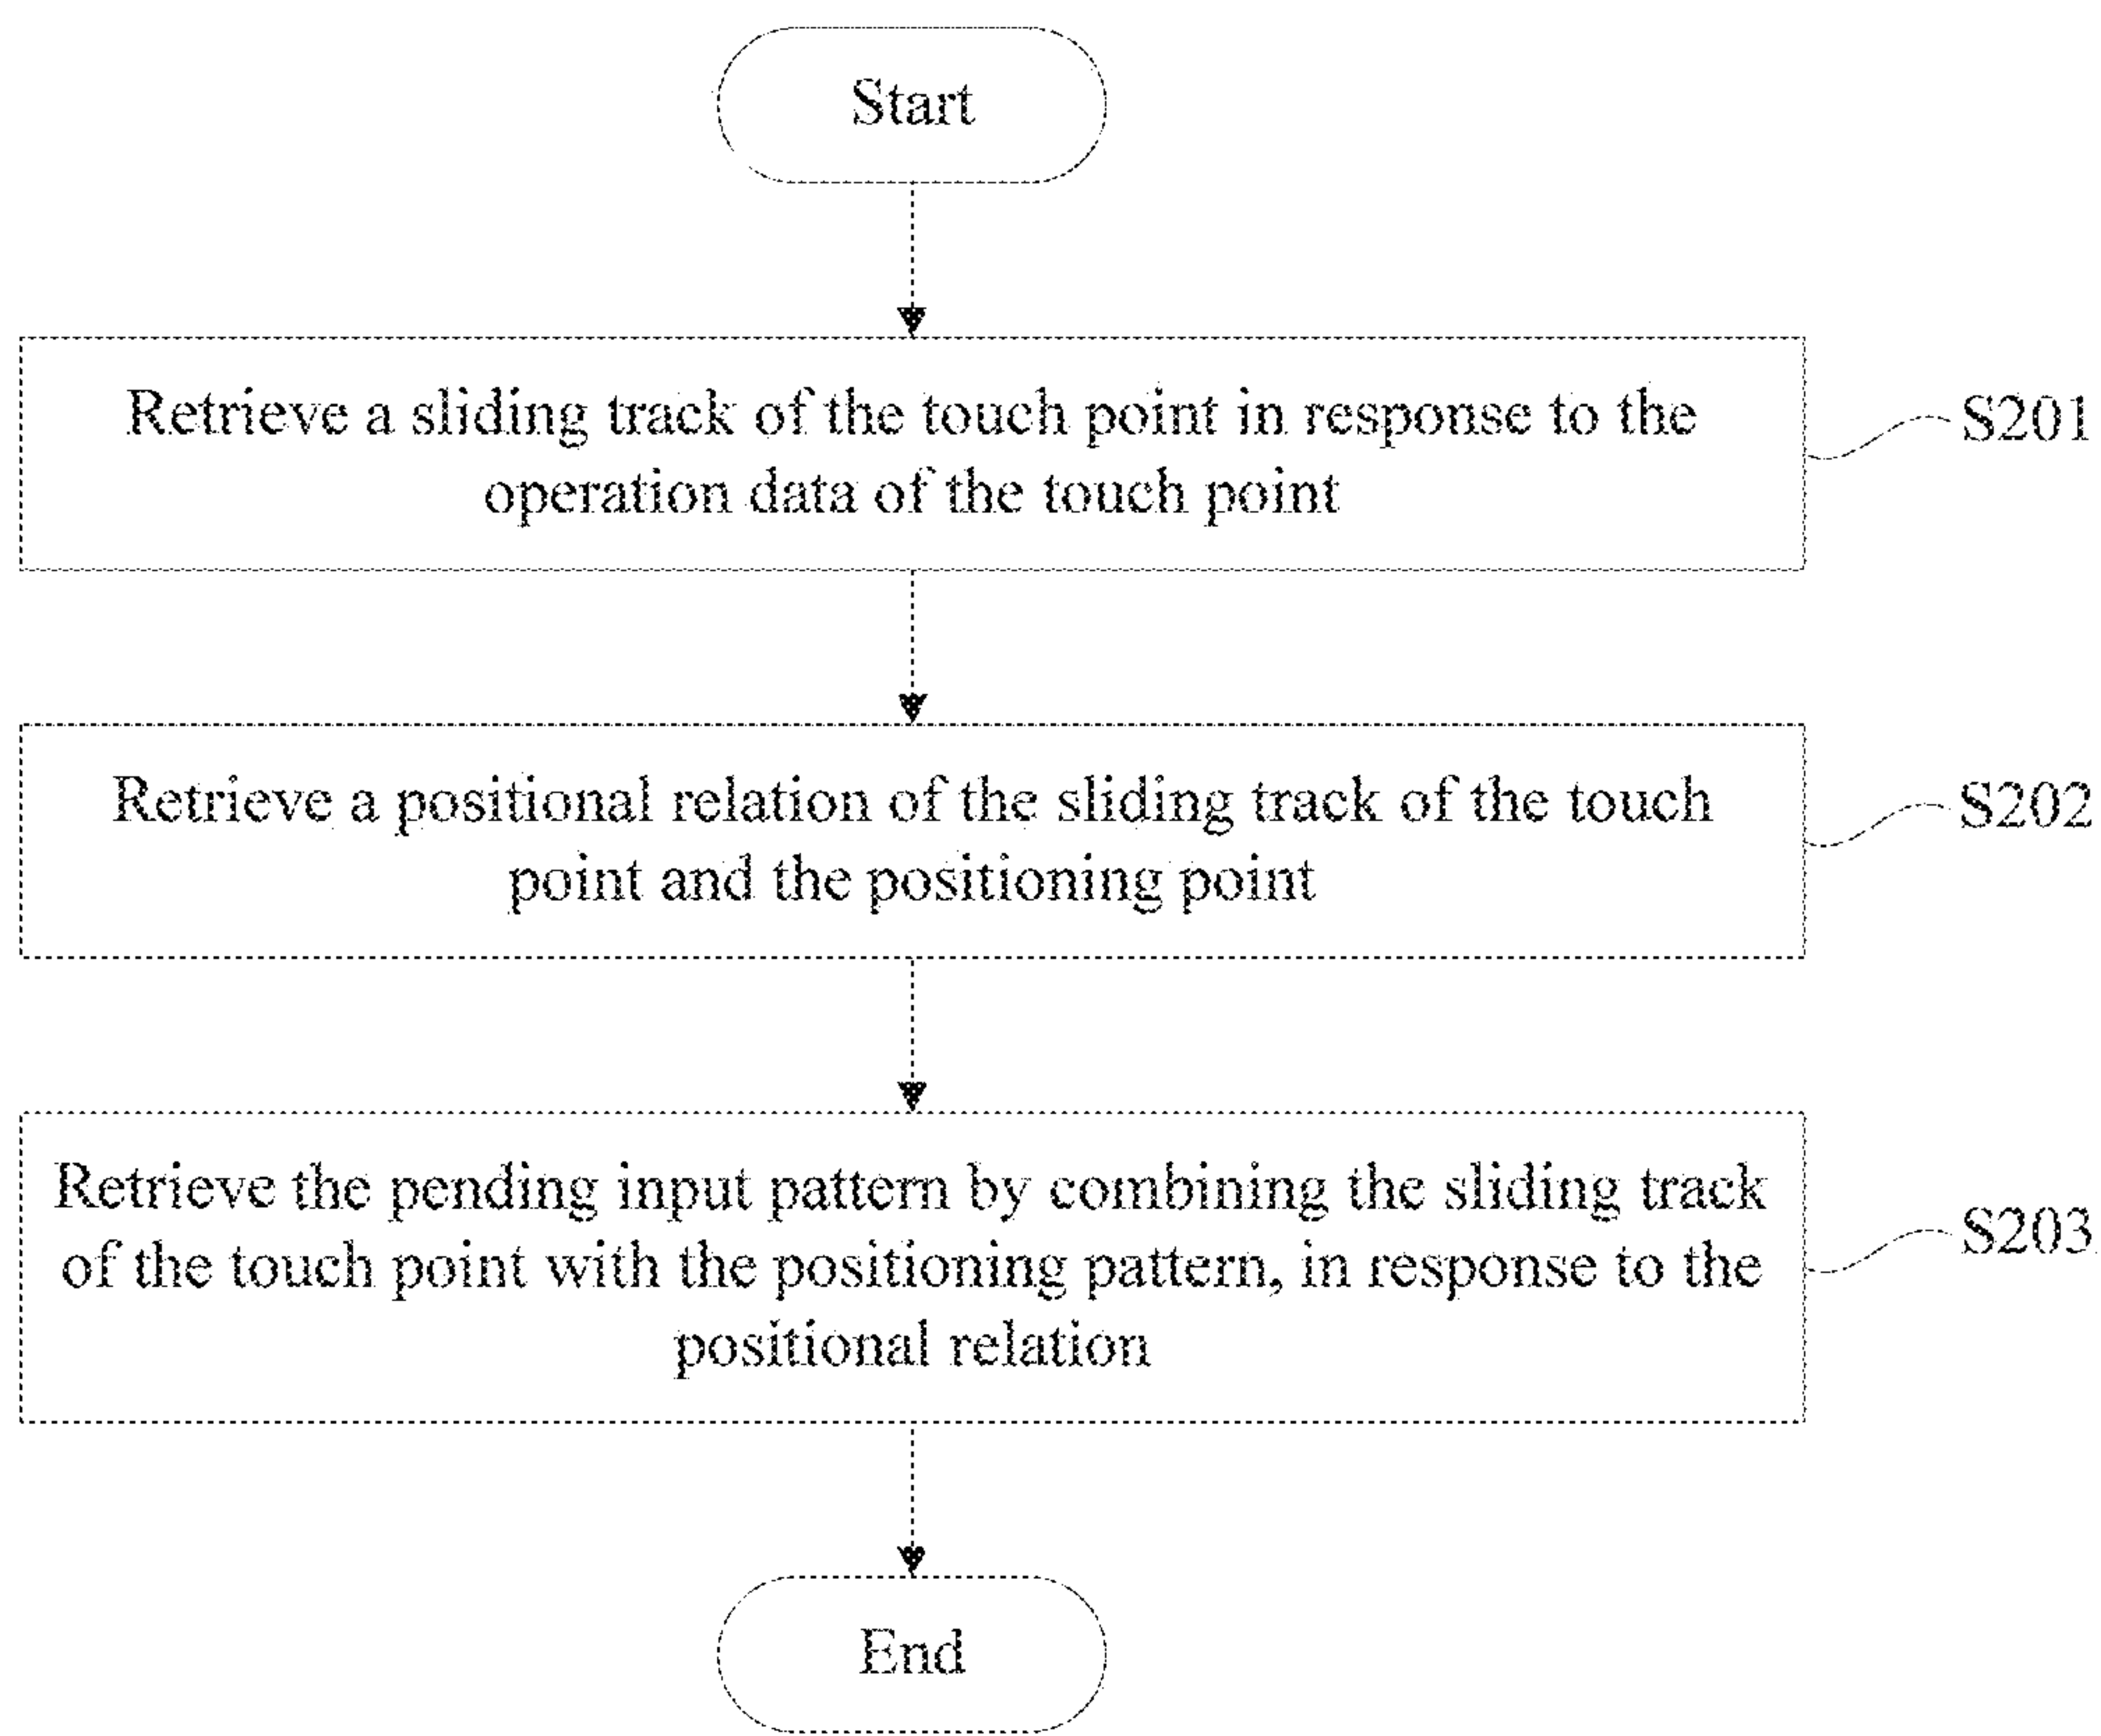 Start
Retrieve a sliding track of the touch point in response to the
operation data of the touch point
S201
Retrieve a positional relation of the sliding track of the touch
point and the positioning point
S202
Retrieve the pending input pattern by combining the sliding track
of the touch point with the positioning pattern, in response to the
positional relation
S203
End